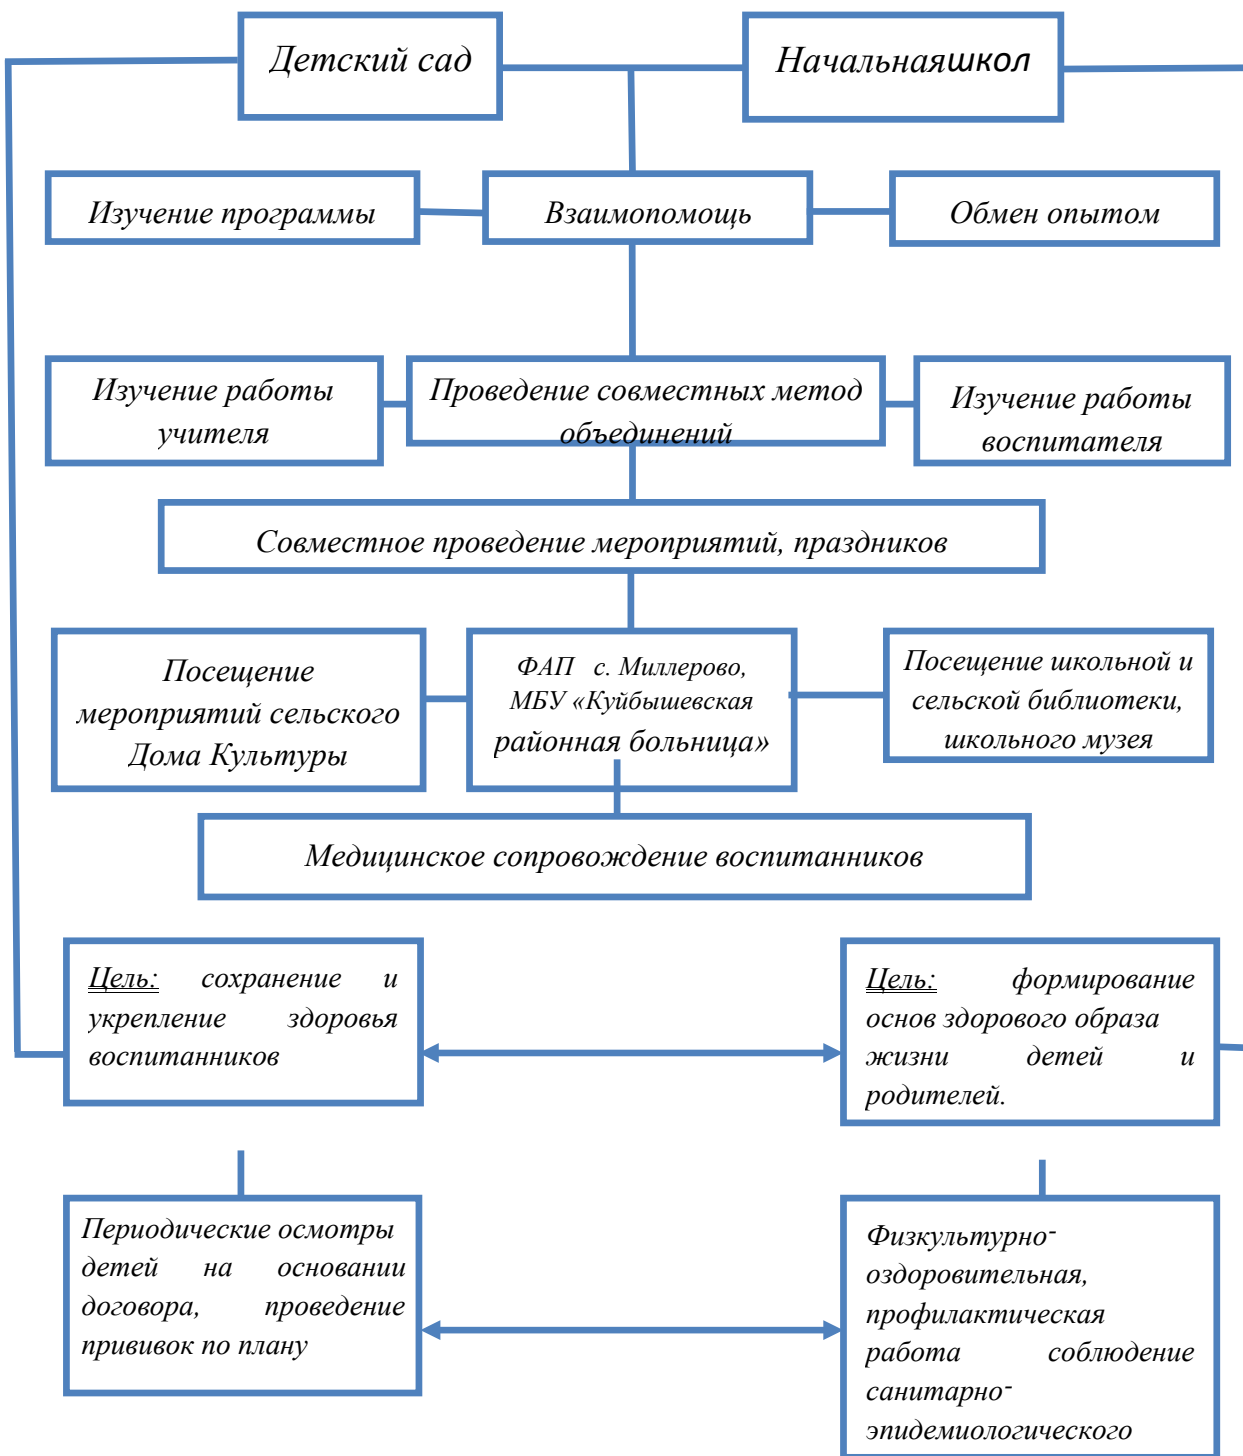 Детский сад
Начальнаяшкол
Изучение программы
Взаимопомощь
Обмен опытом
Изучение работы
учителя
Проведение совместных метод
объединений
Изучение работы
воспитателя
Совместное проведение мероприятий, праздников
Посещение
мероприятий сельского
Дома Культуры
ФАП с. Миллерово,
МБУ «Куйбышевская
районная больница»
Посещение школьной и
сельской библиотеки,
школьного музея
Медицинское сопровождение воспитанников
Цель: сохранение и
укрепление здоровья
воспитанников
Цель: формирование
основ здорового образа
жизни детей и
родителей.
Периодические осмотры
детей на основании
договора, проведение
прививок по плану
Физкультурно-
оздоровительная,
профилактическая
работа соблюдение
санитарно-
эпидемиологического